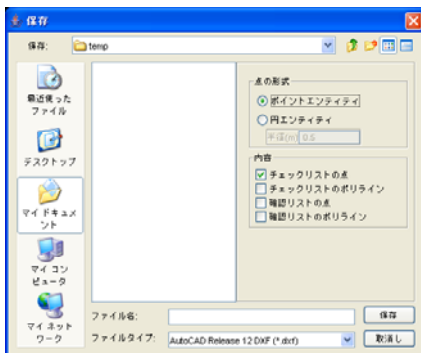 保存
保存:
temp
最近使った
ファイル
デスクトップ
マイ ドキュメ
ント
マイ コン
ピュータ
マイ ネット
ワーク
点の形式
ポイントエンティティ
円エンティティ
半径(m) 0.5
内容
チェックリストの点
チェックリストのポリライン
確認リストの点
確認リストのポリライン
ファイル名:
保存
ファイルタイプ:
AutoCAD Release 12 DXF (*.dxf)
取消し